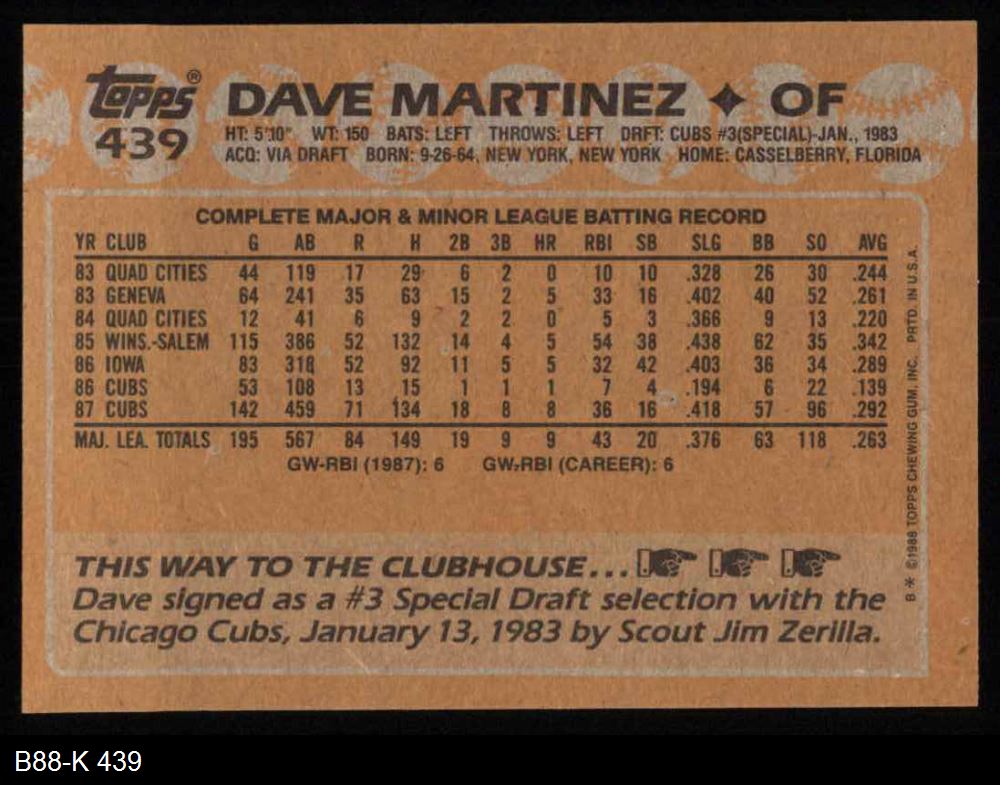 topps®
439
DAVE MARTINEZ ✦ OF
HT: 5'10" WT: 150 BATS: LEFT THROWS: LEFT DRFT: CUBS #3(SPECIAL)-JAN., 1983
ACQ: VIA DRAFT BORN: 9-26-64, NEW YORK, NEW YORK HOME: CASSELBERRY, FLORIDA
COMPLETE MAJOR & MINOR LEAGUE BATTING RECORD
YR CLUB G AB R H 2B 3B HR RBI SB SLG BB SO AVG
83 QUAD CITIES 44 119 17 29 6 2 0 10 10 .328 26 30 .244
83 GENEVA 64 241 35 63 15 2 5 33 16 .402 40 52 .261
84 QUAD CITIES 12 41 6 9 2 2 0 5 3 .366 9 13 .220
85 WINS.-SALEM 115 386 52 132 14 4 5 54 38 .438 62 35 .342
86 IOWA 83 318 52 92 11 5 5 32 42 .403 36 34 .289
86 CUBS 53 108 13 15 1 1 1 7 4 .194 6 22 .139
87 CUBS 142 459 71 134 18 8 8 36 16 .418 57 96 .292
MAJ. LEA. TOTALS 195 567 84 149 19 9 9 43 20 .376 63 118 .263
GW-RBI (1987): 6 GW-RBI (CAREER): 6
THIS WAY TO THE CLUBHOUSE...
Dave signed as a #3 Special Draft selection with the
Chicago Cubs, January 13, 1983 by Scout Jim Zerilla.
B* ©1988 TOPPS CHEWING GUM, INC. PRTD. IN U.S.A.
B88-K 439